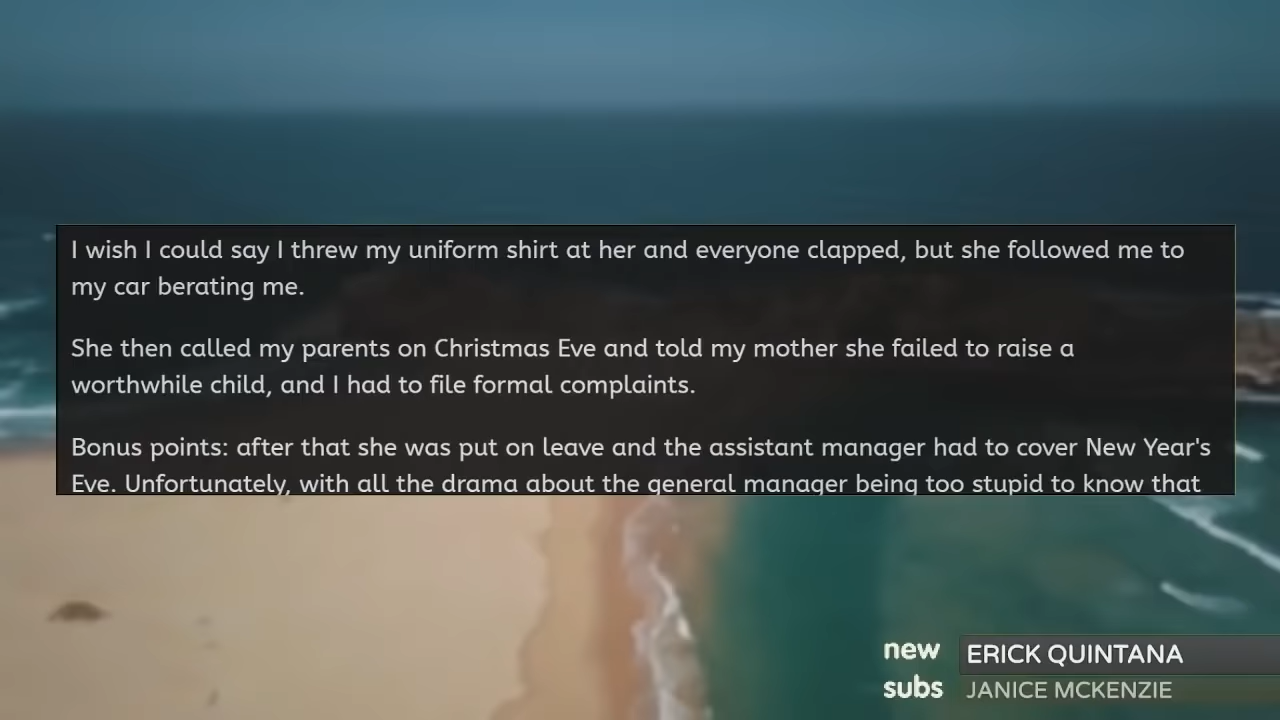 I wish I could say I threw my uniform shirt at her and everyone clapped, but she followed me to
my car berating me.
She then called my parents on Christmas Eve and told my mother she failed to raise a
worthwhile child, and I had to file formal complaints.
Bonus points: after that she was put on leave and the assistant manager had to cover New Year's
Eve. Unfortunately, with all the drama about the general manager being too stupid to know that
new
ERICK QUINTANA
subs
JANICE MCKENZIE